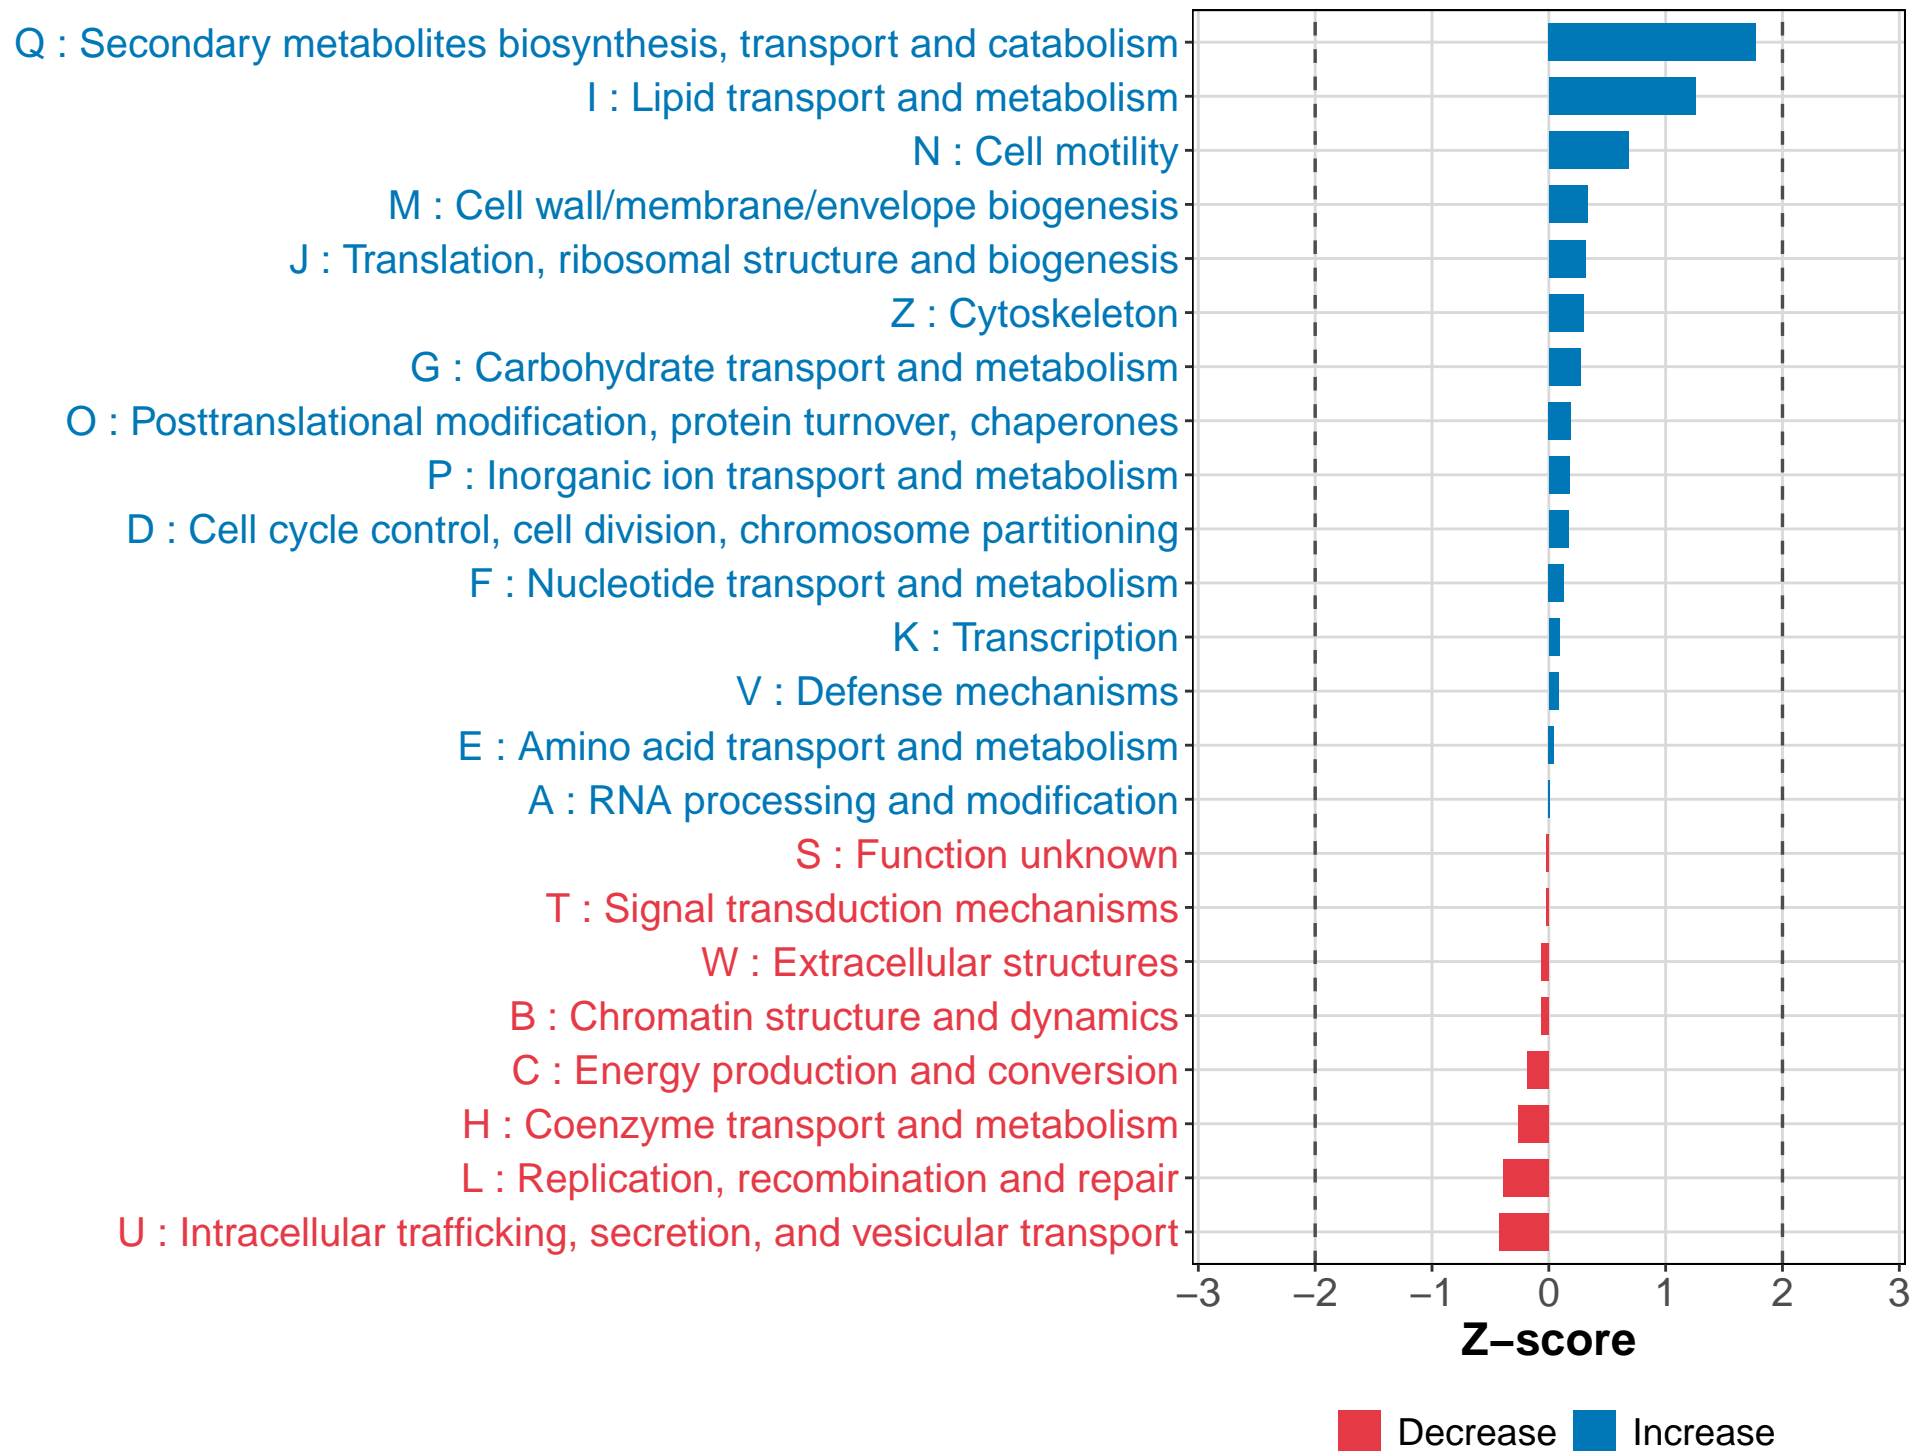 Q : Secondary metabolites biosynthesis, transport and catabolism
I : Lipid transport and metabolism
N : Cell motility
M : Cell wall/membrane/envelope biogenesis
J : Translation, ribosomal structure and biogenesis
Z : Cytoskeleton
G : Carbohydrate transport and metabolism
O : Posttranslational modification, protein turnover, chaperones
P : Inorganic ion transport and metabolism
D : Cell cycle control, cell division, chromosome partitioning
F : Nucleotide transport and metabolism
K : Transcription
V : Defense mechanisms
E : Amino acid transport and metabolism
A : RNA processing and modification
S : Function unknown
T : Signal transduction mechanisms
W : Extracellular structures
B : Chromatin structure and dynamics
C : Energy production and conversion
H : Coenzyme transport and metabolism
L : Replication, recombination and repair
U : Intracellular trafficking, secretion, and vesicular transport
−3 −2 −1 0 1 2 3
Z−score
Decrease Increase